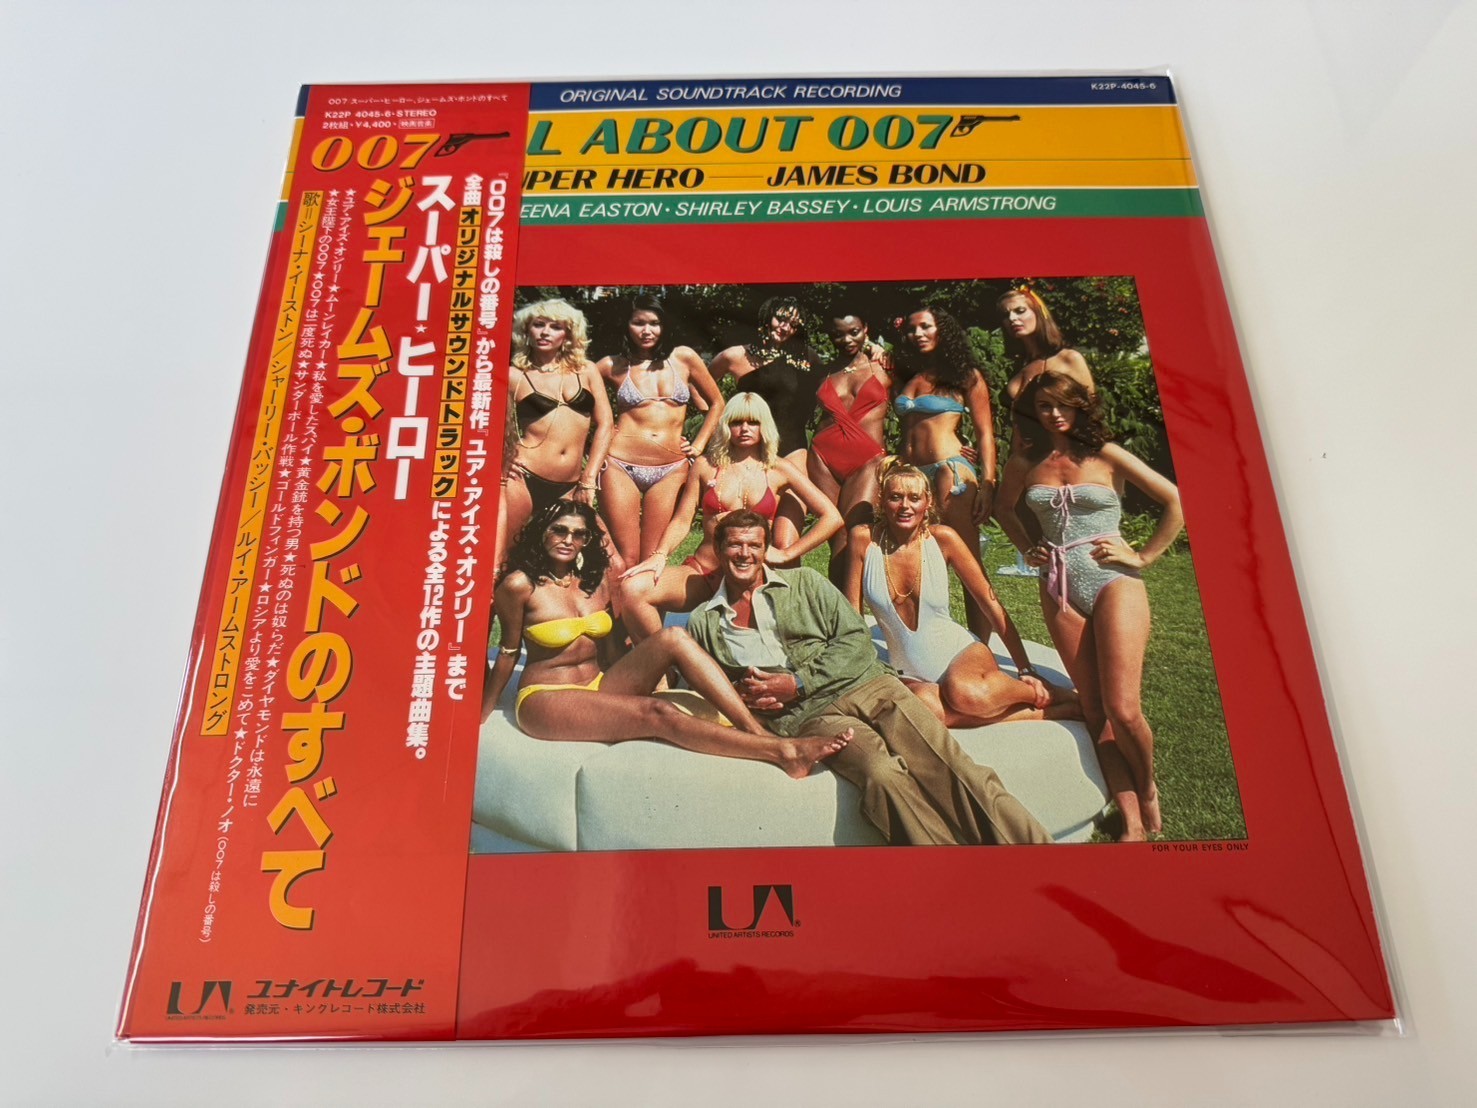 007 スーパー・ヒーロー、ジェームズ・ボンドのすべて
K22P 4045-6・STEREO
2枚組・¥4,400・映画音楽
007
『007は殺しの番号』から最新作『ユア・アイズ・オンリー』まで
全曲オリジナルサウンドトラックによる全12作の主題曲集。
スーパー★ヒーロー
ジェームズ・ボンドのすべて
★ユア・アイズ・オンリー★ムーンレイカー★私を愛したスパイ★黄金銃を持つ男★死ぬのは奴らだ★ダイヤモンドは永遠に
★女王陛下の007★007は二度死ぬ★サンダーボール作戦★ゴールドフィンガー★ロシアより愛をこめて★ドクター・ノオ(007は殺しの番号)
歌=シーナ・イーストン/シャーリー・バッシー/ルイ・アームストロング
UA®
UNITED ARTISTS RECORDS
ユナイトレコード
発売元・キングレコード株式会社
ORIGINAL SOUNDTRACK RECORDING
K22P-4045-6
L ABOUT 007
PER HERO — JAMES BOND
EENA EASTON・SHIRLEY BASSEY・LOUIS ARMSTRONG
FOR YOUR EYES ONLY
UA®
UNITED ARTISTS RECORDS